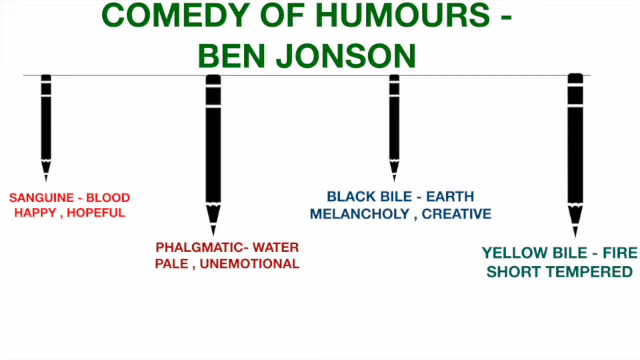 COMEDY OF HUMOURS -
BEN JONSON
SANGUINE - BLOOD
HAPPY , HOPEFUL
PHALGMATIC- WATER
PALE , UNEMOTIONAL
BLACK BILE - EARTH
MELANCHOLY , CREATIVE
YELLOW BILE - FIRE
SHORT TEMPERED